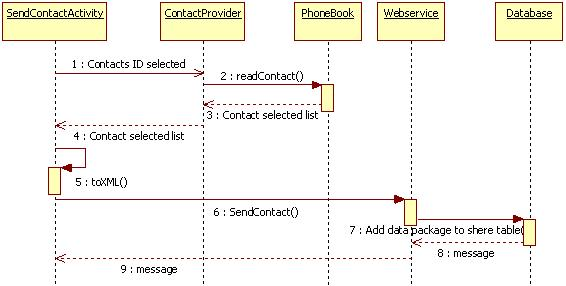 SendContactActivity
ContactProvider
PhoneBook
Webservice
Database
1 : Contacts ID selected
2 : readContact()
3 : Contact selected list
4 : Contact selected list
5 : toXML()
6 : SendContact()
7 : Add data package to shere table(
8 : message
9 : message